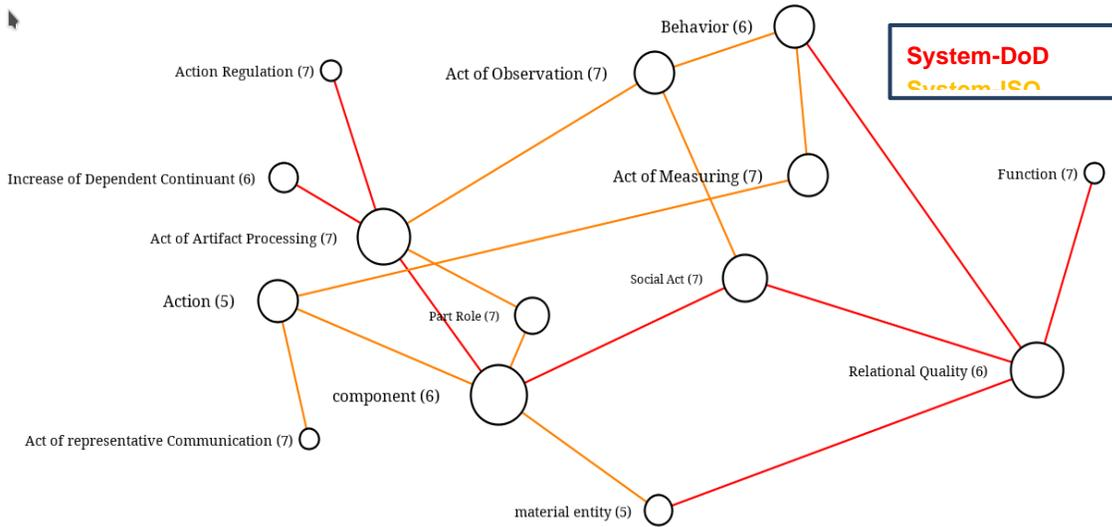 Behavior (6)
System-DoD
System-ISO
Action Regulation (7)
Act of Observation (7)
Increase of Dependent Continuant (6)
Act of Measuring (7)
Function (7)
Act of Artifact Processing (7)
Social Act (7)
Action (5)
Part Role (7)
Relational Quality (6)
component (6)
Act of representative Communication (7)
material entity (5)